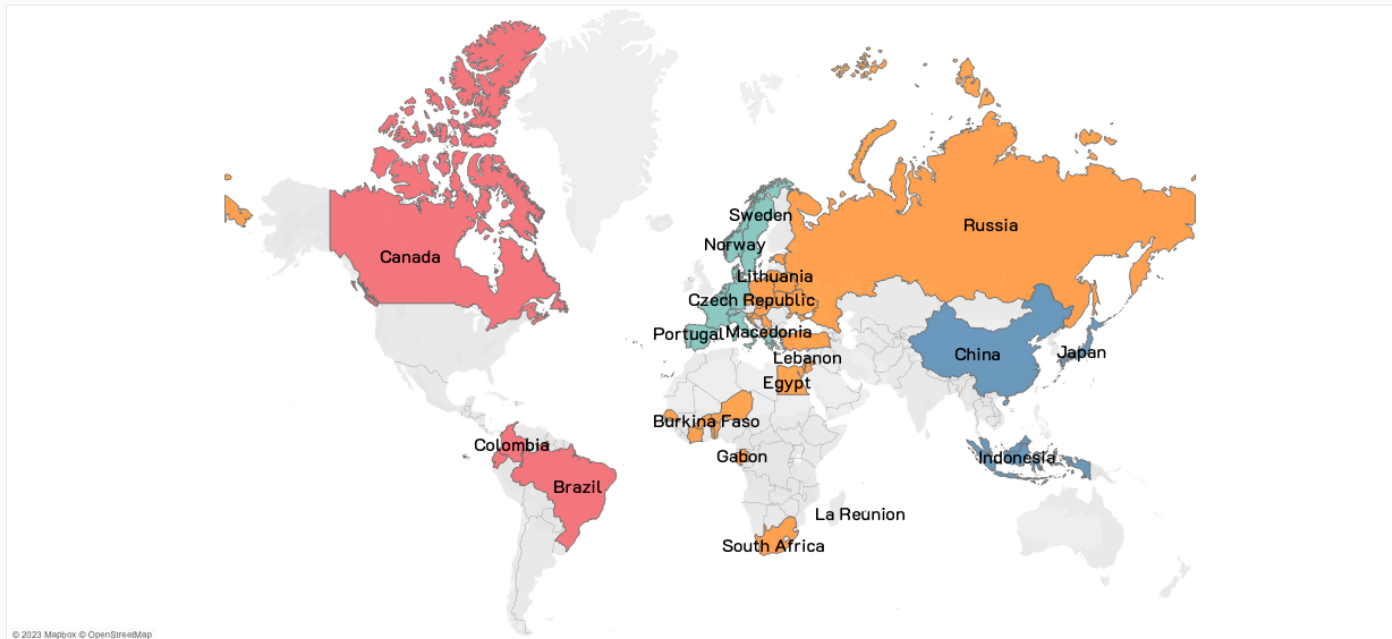 Sweden
Norway
Russia
Canada
Lithuania
Czech Republic
Portugal
Macedonia
China
Japan
Lebanon
Egypt
Burkina Faso
Colombia
Gabon
Indonesia
Brazil
La Reunion
South Africa
© 2023 Mapbox © OpenStreetMap